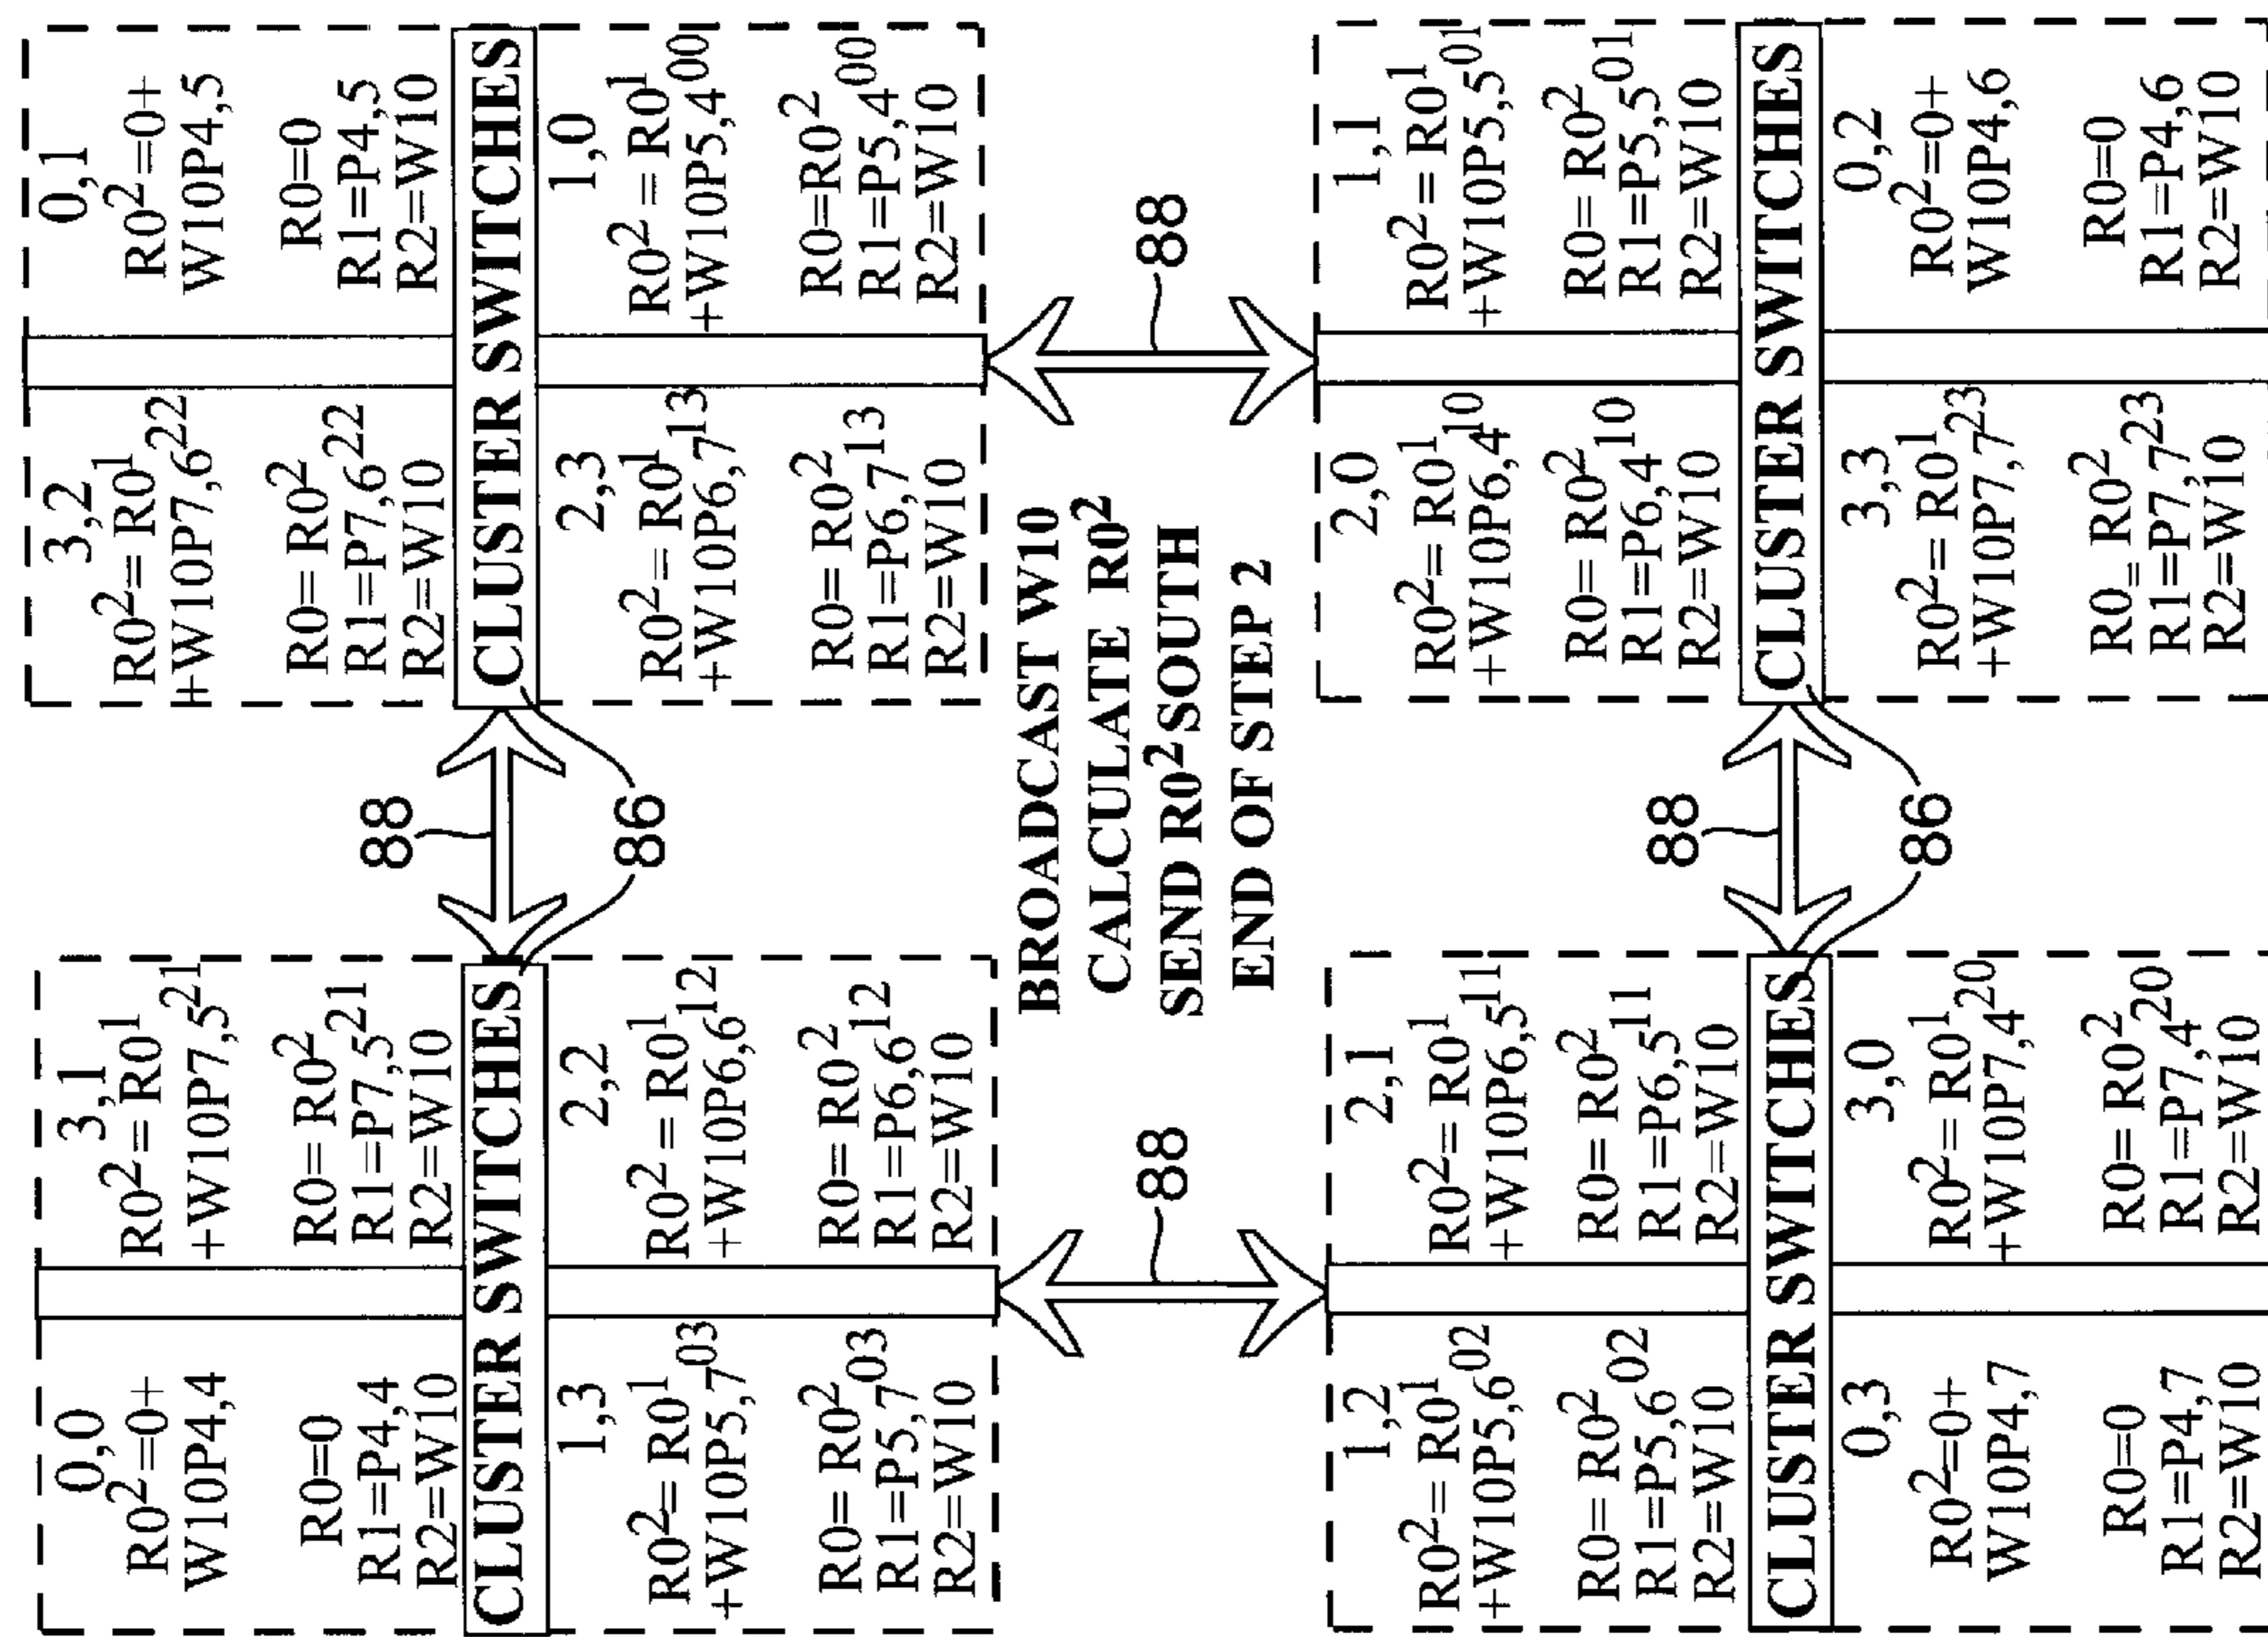 0,0
R0²=0+
W10P4,4
R0=0
R1=P4,4
R2=W10
3,1
R0²= R0¹
+W10P7,5²¹
R0= R0²
R1=P7,5²¹
R2=W10
CLUSTER SWITCHES
1,3
R0²= R0¹
+W10P5,7⁰³
R0= R0²
R1=P5,7⁰³
R2=W10
2,2
R0²= R0¹
+W10P6,6¹²
R0= R0²
R1=P6,6¹²
R2=W10
88
86
3,2
R0²= R0¹
+W10P7,6²²
R0= R0²
R1=P7,6²²
R2=W10
0,1
R0²=0+
W10P4,5
R0=0
R1=P4,5
R2=W10
CLUSTER SWITCHES
2,3
R0²= R0¹
+W10P6,7¹³
R0= R0²
R1=P6,7¹³
R2=W10
1,0
R0²= R0¹
+W10P5,4⁰⁰
R0=R0²
R1=P5,4⁰⁰
R2=W10
88
BROADCAST W10
CALCULATE R0²
SEND R0² SOUTH
END OF STEP 2
88
1,2
R0²= R0¹
+W10P5,6⁰²
R0= R0²
R1=P5,6⁰²
R2=W10
2,1
R0²= R0¹
+W10P6,5¹¹
R0= R0²
R1=P6,5¹¹
R2=W10
CLUSTER SWITCHES
0,3
R0²=0+
W10P4,7
R0=0
R1=P4,7
R2=W10
3,0
R0²= R0¹
+W10P7,4²⁰
R0= R0²
R1=P7,4²⁰
R2=W10
88
86
2,0
R0²= R0¹
+W10P6,4¹⁰
R0= R0²
R1=P6,4¹⁰
R2=W10
1,1
R0²= R0¹
+W10P5,5⁰¹
R0= R0²
R1=P5,5⁰¹
R2=W10
CLUSTER SWITCHES
3,3
R0²= R0¹
+W10P7,7²³
R0= R0²
R1=P7,7²³
R2=W10
0,2
R0²=0+
W10P4,6
R0=0
R1=P4,6
R2=W10